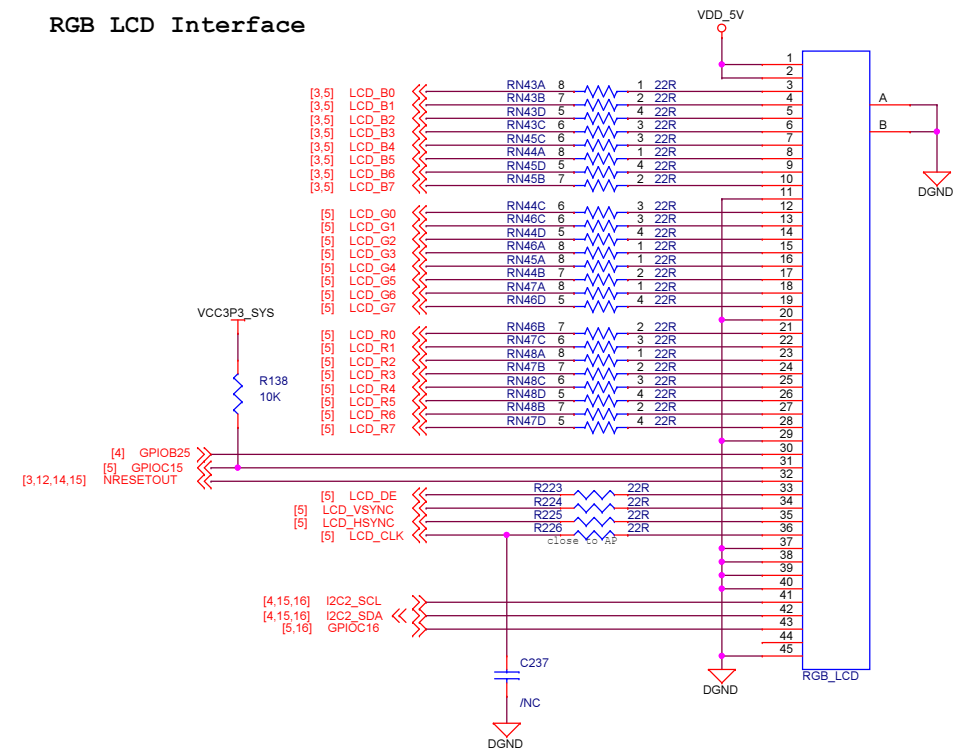 RGB LCD Interface
VDD_5V
1
2
[3,5] LCD_B0 RN43A 8 1 22R 3
[3,5] LCD_B1 RN43B 7 2 22R 4 A
[3,5] LCD_B2 RN43D 5 4 22R 5
[3,5] LCD_B3 RN43C 6 3 22R 6 B
[3,5] LCD_B4 RN45C 6 3 22R 7
[3,5] LCD_B5 RN44A 8 1 22R 8
[3,5] LCD_B6 RN45D 5 4 22R 9
[3,5] LCD_B7 RN45B 7 2 22R 10
DGND
11
[5] LCD_G0 RN44C 6 3 22R 12
[5] LCD_G1 RN46C 6 3 22R 13
[5] LCD_G2 RN44D 5 4 22R 14
[5] LCD_G3 RN46A 8 1 22R 15
[5] LCD_G4 RN45A 8 1 22R 16
[5] LCD_G5 RN44B 7 2 22R 17
[5] LCD_G6 RN47A 8 1 22R 18
[5] LCD_G7 RN46D 5 4 22R 19
VCC3P3_SYS 20
[5] LCD_R0 RN46B 7 2 22R 21
[5] LCD_R1 RN47C 6 3 22R 22
[5] LCD_R2 RN48A 8 1 22R 23
[5] LCD_R3 RN47B 7 2 22R 24
R138
[5] LCD_R4 RN48C 6 3 22R 25
10K
[5] LCD_R5 RN48D 5 4 22R 26
[5] LCD_R6 RN48B 7 2 22R 27
[5] LCD_R7 RN47D 5 4 22R 28
29
[4] GPIOB25 30
[5] GPIOC15 31
[3,12,14,15] NRESETOUT 32
[5] LCD_DE R223 22R 33
[5] LCD_VSYNC R224 22R 34
[5] LCD_HSYNC R225 22R 35
[5] LCD_CLK R226 22R 36
close to AP
37
38
39
40
[4,15,16] I2C2_SCL 41
[4,15,16] I2C2_SDA 42
[5,16] GPIOC16 43
44
45
C237
RGB_LCD
DGND
/NC
DGND